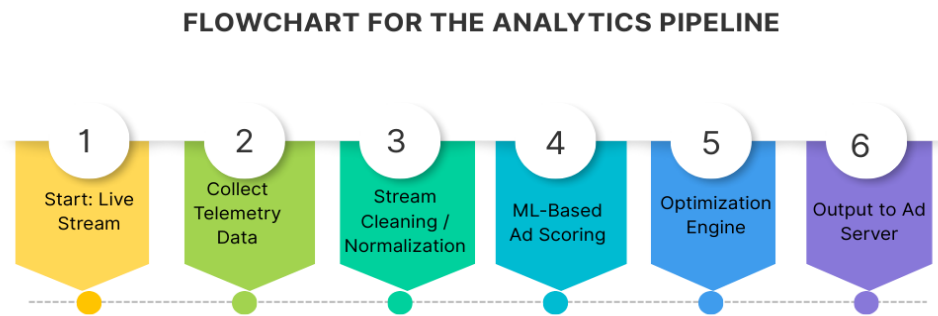 FLOWCHART FOR THE ANALYTICS PIPELINE
1
Start: Live
Stream
2
Collect
Telemetry
Data
3
Stream
Cleaning /
Normalization
4
ML-Based
Ad Scoring
5
Optimization
Engine
6
Output to Ad
Server